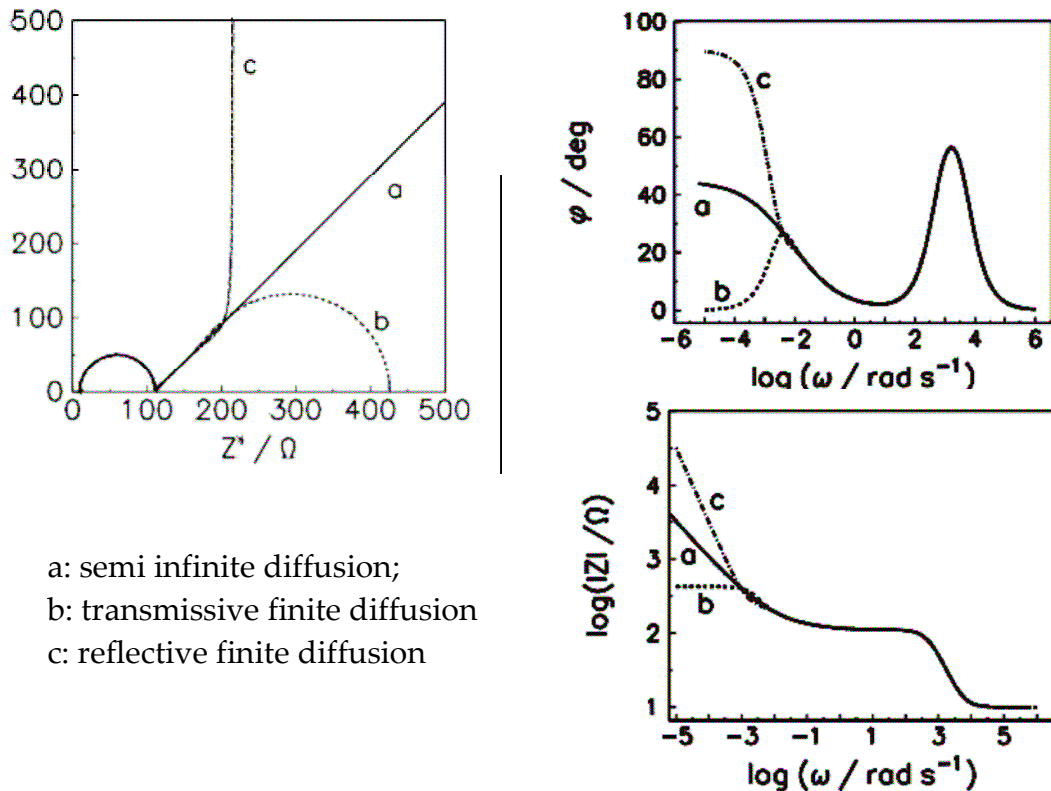 500
400
300
200
100
0
c
a
b
0 100 200 300 400 500
Z' / Ω
a: semi infinite diffusion;
b: transmissive finite diffusion
c: reflective finite diffusion
φ / deg
100
80
60
40
20
0
c
a
b
-6 -4 -2 0 2 4 6
log (ω / rad s⁻¹)
log(|Z| /Ω)
5
4
3
2
1
c
a
b
-5 -3 -1 1 3 5
log (ω / rad s⁻¹)